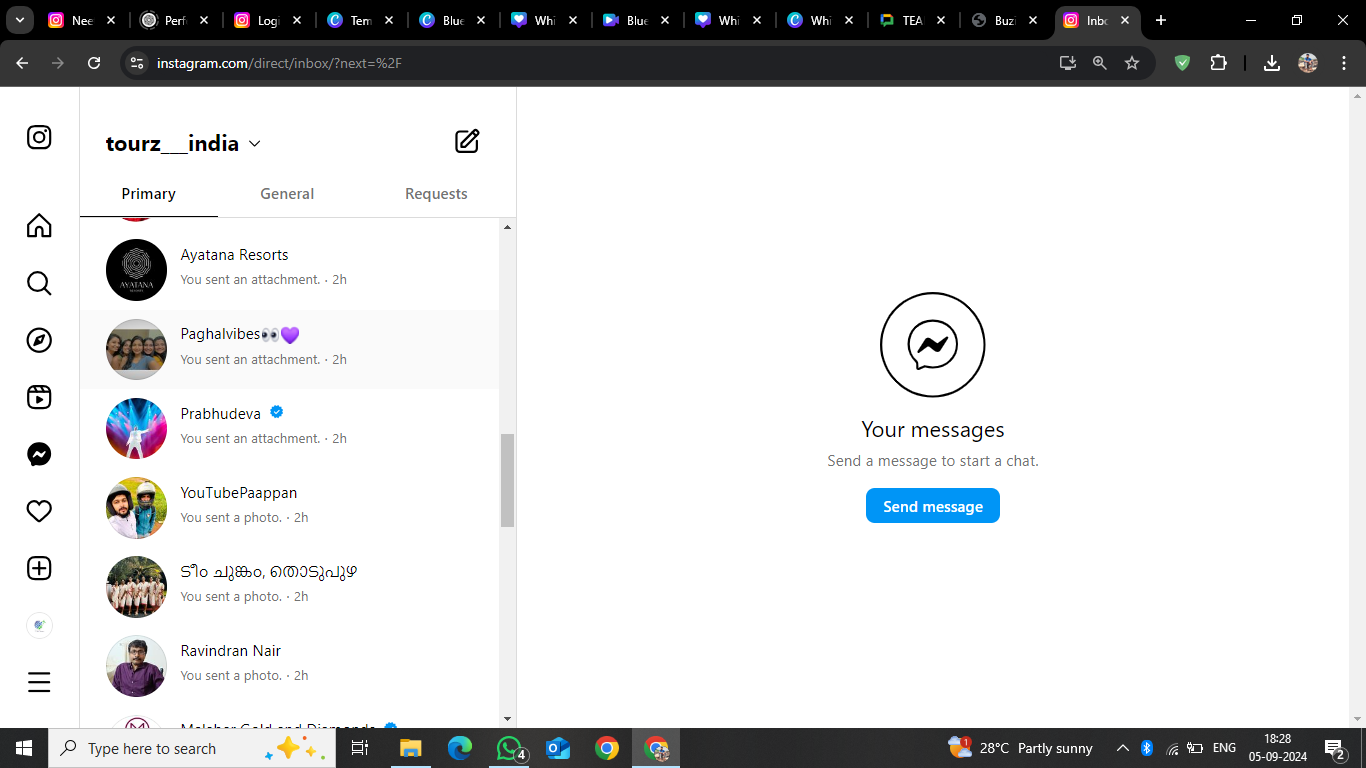 Nee
Perf
Logi
Tem
Blue
Whi
Blue
Whi
Whi
TEA
Buzi
Inbo
instagram.com/direct/inbox/?next=%2F
tourz___india
Primary
General
Requests
Ayatana Resorts
You sent an attachment. · 2h
AYATANA
Paghalvibes👀💜
You sent an attachment. · 2h
Prabhudeva
You sent an attachment. · 2h
YouTubePaappan
You sent a photo. · 2h
ടീം ചുങ്കം, തൊടുപുഴ
You sent a photo. · 2h
Ravindran Nair
You sent a photo. · 2h
Malabar Gold and Diamonds
Your messages
Send a message to start a chat.
Send message
Type here to search
4
1
28°C Partly sunny
ENG
18:28
05-09-2024
2